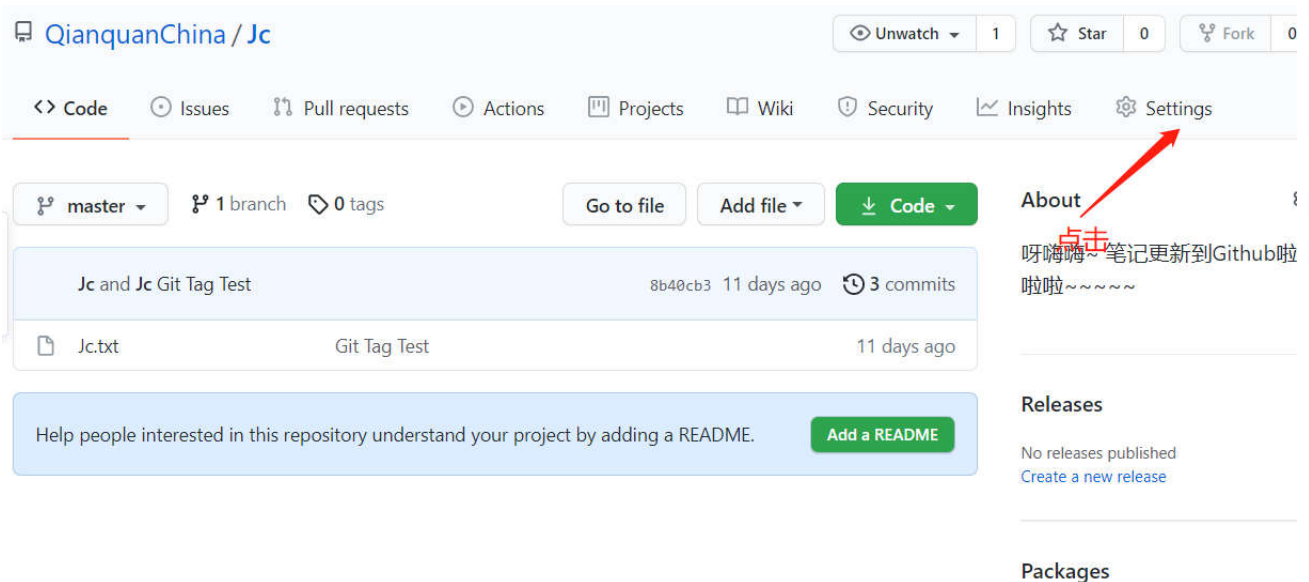 QianquanChina / Jc
Unwatch 1 Star 0 Fork 0
Code Issues Pull requests Actions Projects Wiki Security Insights Settings
master 1 branch 0 tags Go to file Add file Code
About
点击
呀嗨嗨~ 笔记更新到Github啦
啦啦~~~~~
Jc and Jc Git Tag Test 8b40cb3 11 days ago 3 commits
Jc.txt Git Tag Test 11 days ago
Help people interested in this repository understand your project by adding a README. Add a README
Releases
No releases published
Create a new release
Packages